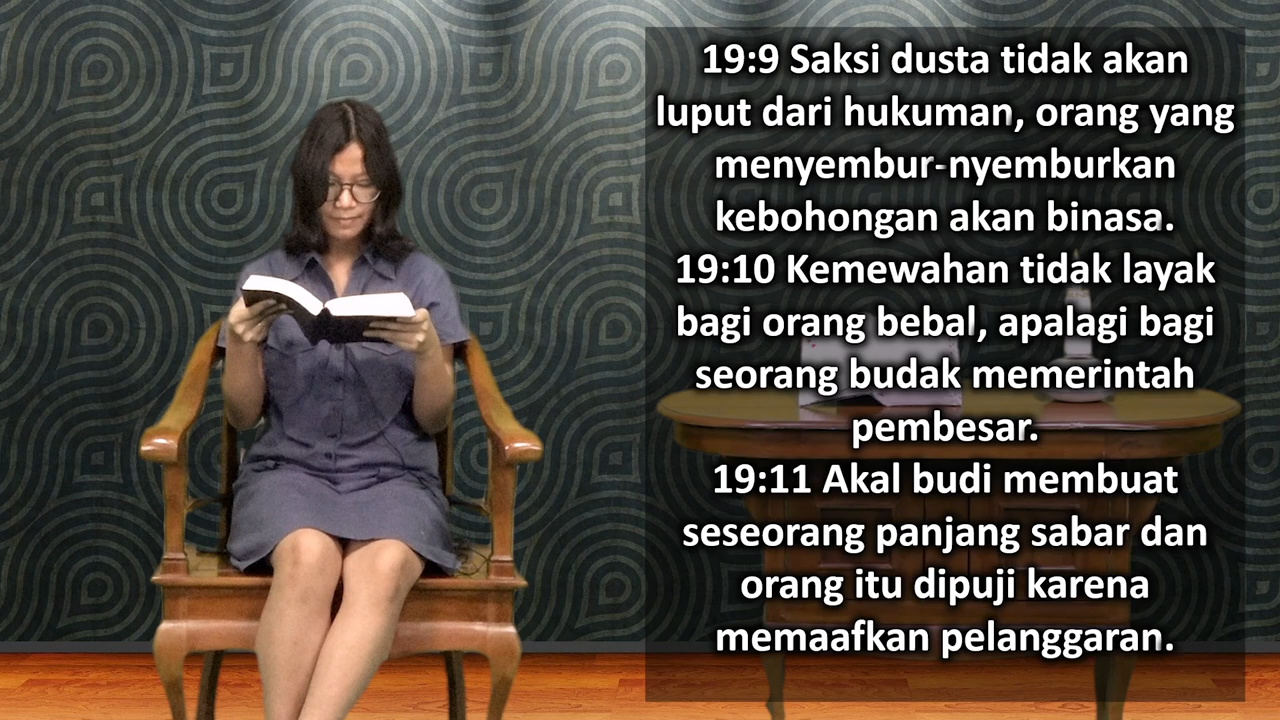 19:9 Saksi dusta tidak akan
luput dari hukuman, orang yang
menyembur-nyemburkan
kebohongan akan binasa.
19:10 Kemewahan tidak layak
bagi orang bebal, apalagi bagi
seorang budak memerintah
pembesar.
19:11 Akal budi membuat
seseorang panjang sabar dan
orang itu dipuji karena
memaafkan pelanggaran.